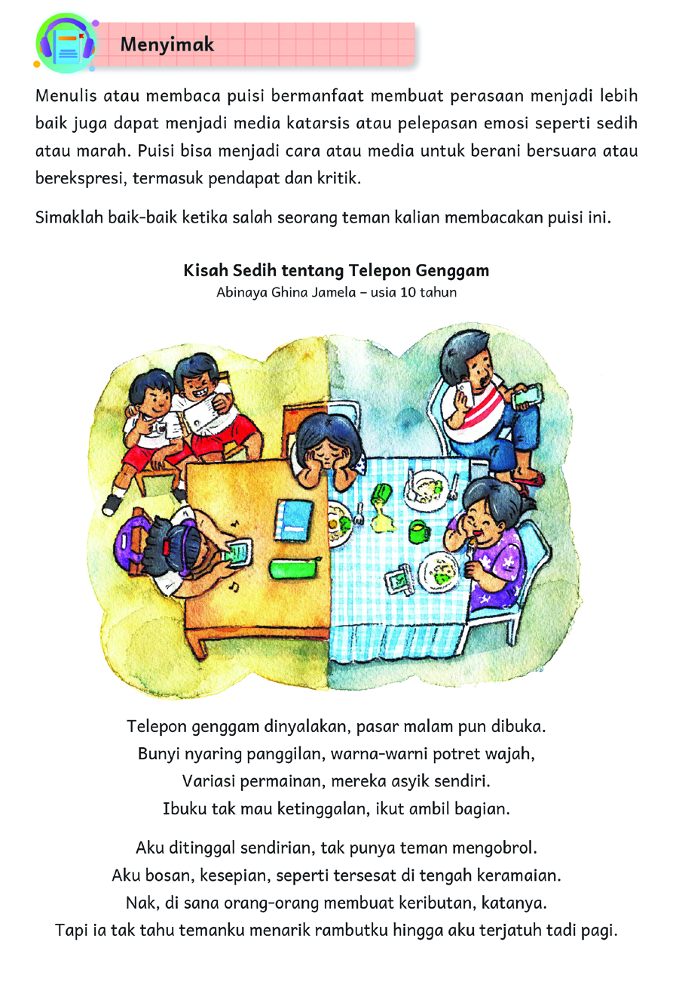 Menyimak
Menulis atau membaca puisi bermanfaat membuat perasaan menjadi lebih
baik juga dapat menjadi media katarsis atau pelepasan emosi seperti sedih
atau marah. Puisi bisa menjadi cara atau media untuk berani bersuara atau
berekspresi, termasuk pendapat dan kritik.
Simaklah baik-baik ketika salah seorang teman kalian membacakan puisi ini.
Kisah Sedih tentang Telepon Genggam
Abinaya Ghina Jamela – usia 10 tahun
Telepon genggam dinyalakan, pasar malam pun dibuka.
Bunyi nyaring panggilan, warna-warni potret wajah,
Variasi permainan, mereka asyik sendiri.
Ibuku tak mau ketinggalan, ikut ambil bagian.
Aku ditinggal sendirian, tak punya teman mengobrol.
Aku bosan, kesepian, seperti tersesat di tengah keramaian.
Nak, di sana orang-orang membuat keributan, katanya.
Tapi ia tak tahu temanku menarik rambutku hingga aku terjatuh tadi pagi.